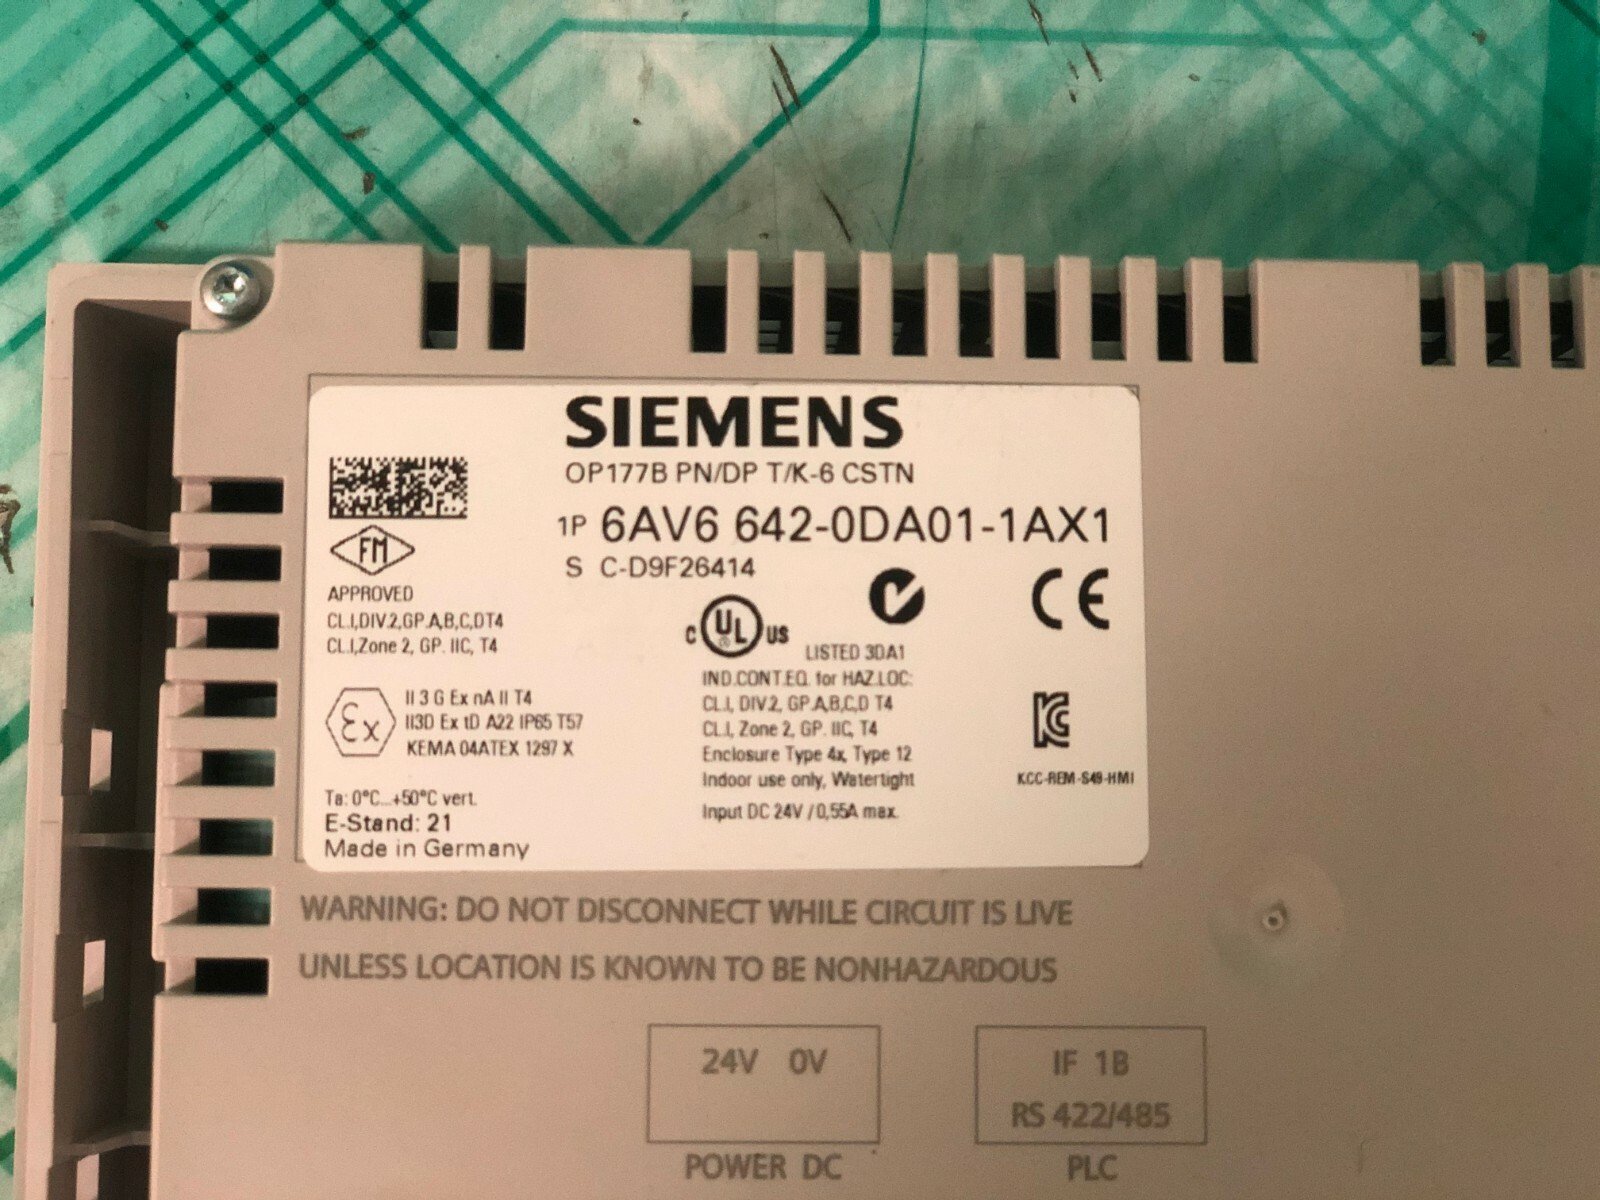 SIEMENS
OP177B PN/DP T/K-6 CSTN
1P 6AV6 642-0DA01-1AX1
S C-D9F26414
FM
APPROVED
CL.I,DIV.2,GP.A,B,C,DT4
CL.I,Zone 2, GP. IIC, T4
C UL US
LISTED 3DA1
CE
IND.CONT.EQ. for HAZ.LOC:
CL.I, DIV.2, GP.A,B,C,D T4
CL.I, Zone 2, GP. IIC, T4
Enclosure Type 4x, Type 12
Indoor use only, Watertight
Input DC 24V / 0,55A max.
Ex
II 3 G Ex nA II T4
II3D Ex tD A22 IP65 T57
KEMA 04ATEX 1297 X
KC
KCC-REM-S49-HMI
Ta: 0°C...+50°C vert.
E-Stand: 21
Made in Germany
WARNING: DO NOT DISCONNECT WHILE CIRCUIT IS LIVE
UNLESS LOCATION IS KNOWN TO BE NONHAZARDOUS
24V 0V
POWER DC
IF 1B
RS 422/485
PLC